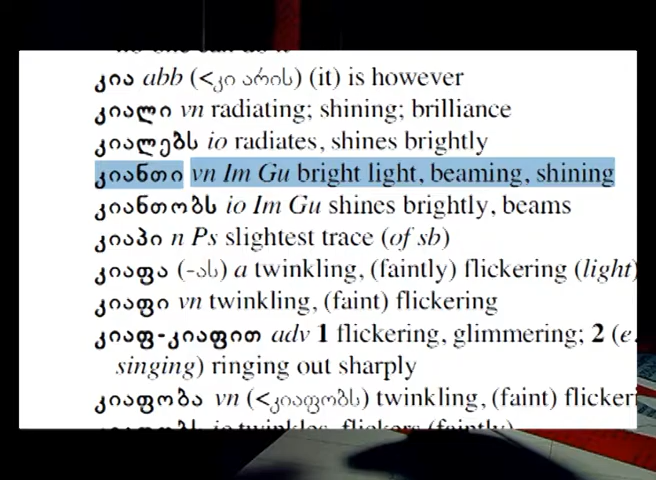 კია abb (<კი არის) (it) is however
კიალი vn radiating; shining; brilliance
კიალებს io radiates, shines brightly
კიანთი vn Im Gu bright light, beaming, shining
კიანთობს io Im Gu shines brightly, beams
კიაპი n Ps slightest trace (of sb)
კიაფა (-ას) a twinkling, (faintly) flickering (light)
კიაფი vn twinkling, (faint) flickering
კიაფ-კიაფით adv 1 flickering, glimmering; 2 (e.
singing) ringing out sharply
კიაფობა vn (<კიაფობს) twinkling, (faint) flickeri